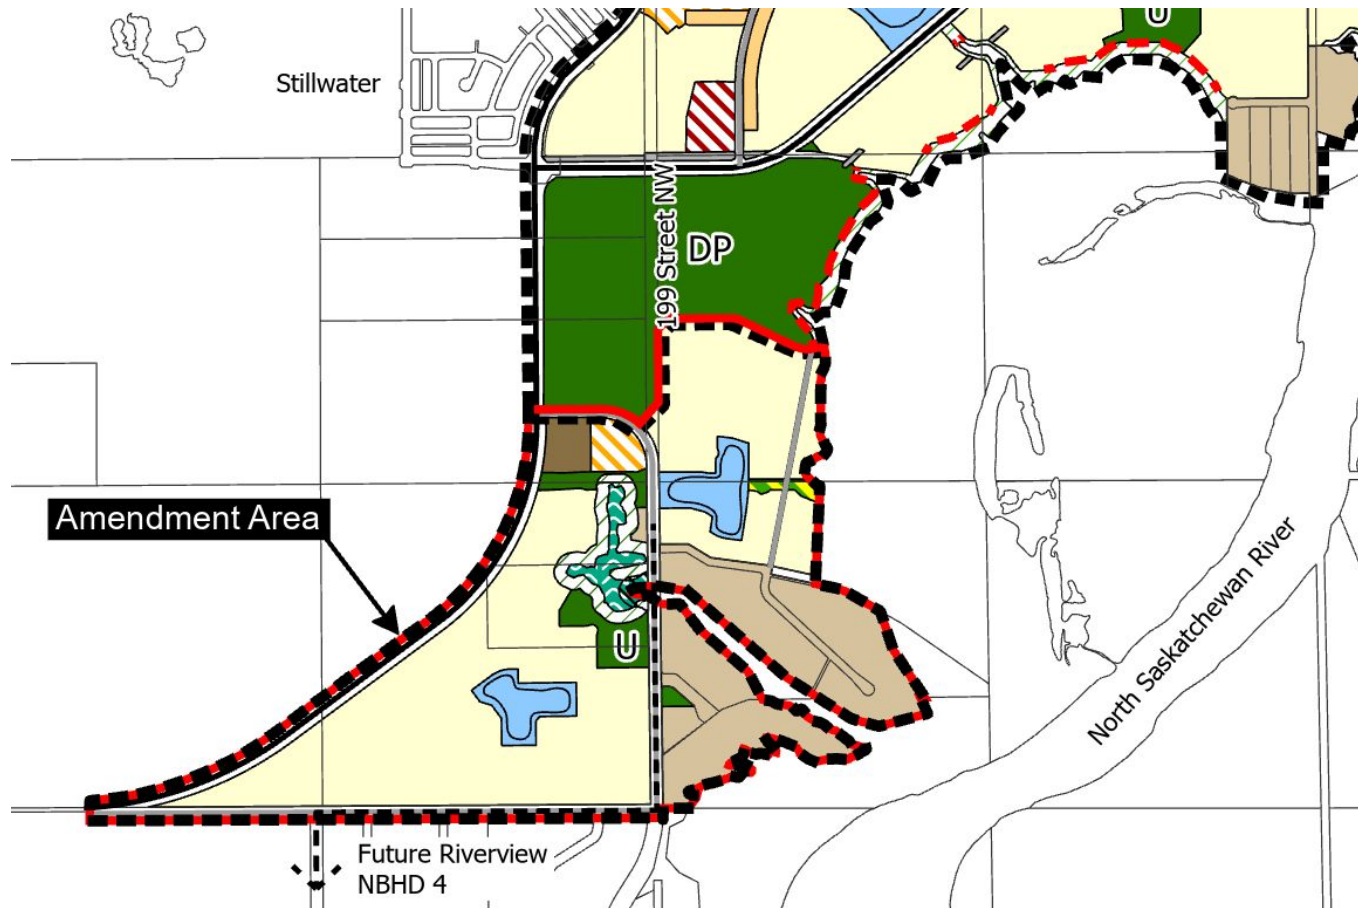 U
Stillwater
199 Street NW
DP
Amendment Area
U
North Saskatchewan River
Future Riverview
NBHD 4